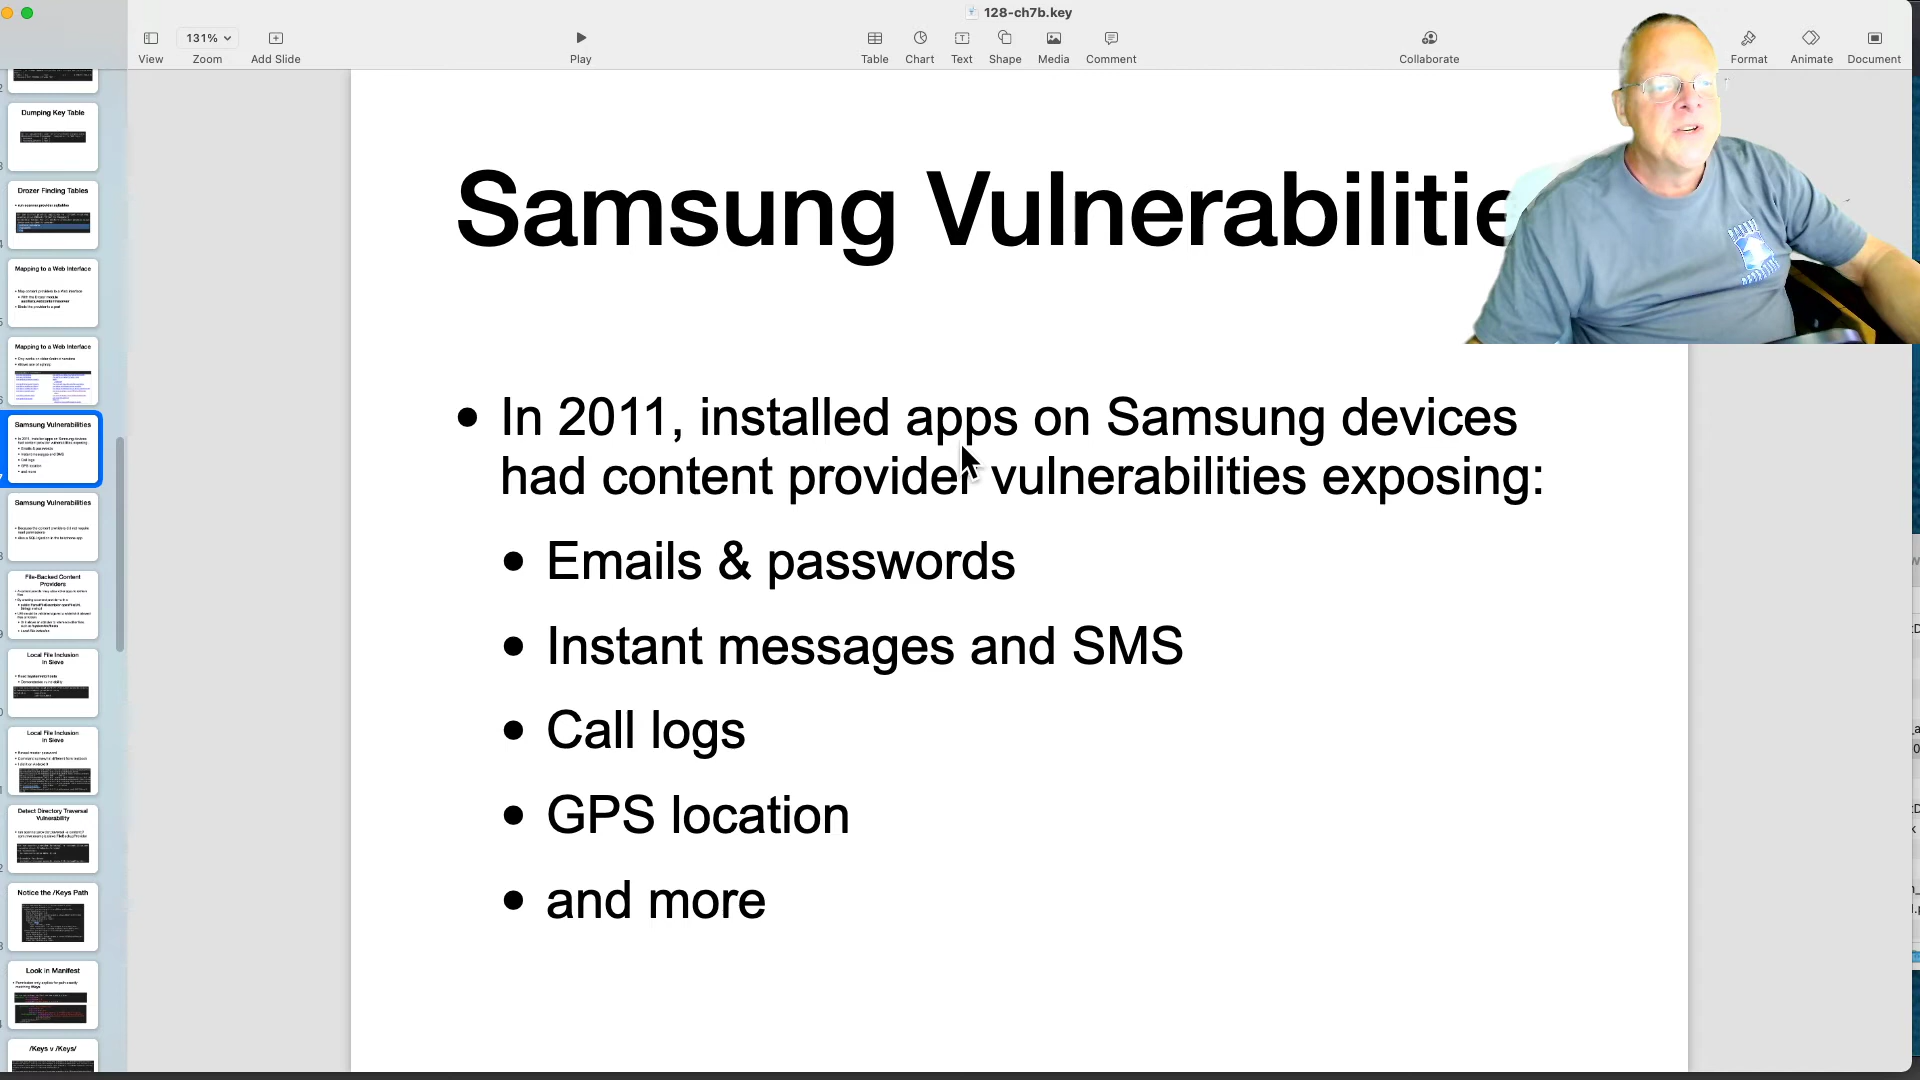 128-ch7b.key
131%
View
Zoom
Add Slide
Play
Table
Chart
Text
Shape
Media
Comment
Collaborate
Format
Animate
Document
Dumping Key Table
Drozer Finding Tables
Mapping to a Web Interface
Mapping to a Web Interface
Samsung Vulnerabilities
Samsung Vulnerabilities
File-Backed Content
Providers
Local File Inclusion
in Sieve
Local File Inclusion
in Sieve
Detect Directory Traversal
Vulnerability
Notice the /Keys Path
Look in Manifest
/Keys v /Keys/
Samsung Vulnerabilitie
• In 2011, installed apps on Samsung devices
had content provider vulnerabilities exposing:
• Emails & passwords
• Instant messages and SMS
• Call logs
• GPS location
• and more